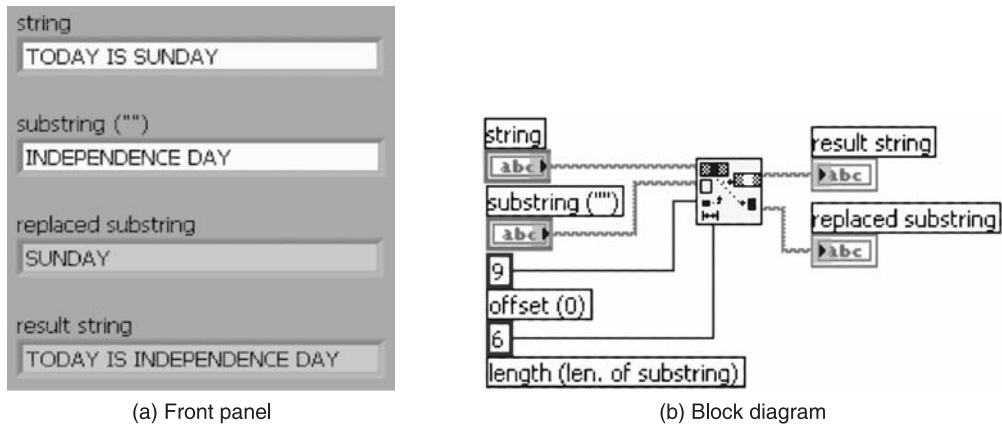 string
TODAY IS SUNDAY
substring ("")
INDEPENDENCE DAY
replaced substring
SUNDAY
result string
TODAY IS INDEPENDENCE DAY
(a) Front panel
string
abc
substring ("")
abc
9
offset (0)
6
length (len. of substring)
result string
abc
replaced substring
abc
(b) Block diagram